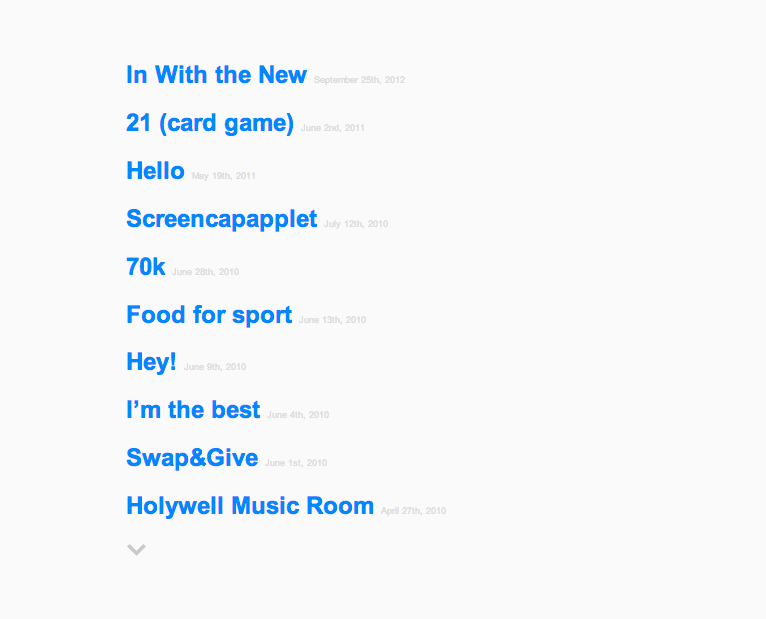 In With the New September 25th, 2012
21 (card game) June 2nd, 2011
Hello May 19th, 2011
Screencapapplet July 12th, 2010
70k June 28th, 2010
Food for sport June 13th, 2010
Hey! June 9th, 2010
I’m the best June 4th, 2010
Swap&Give June 1st, 2010
Holywell Music Room April 27th, 2010